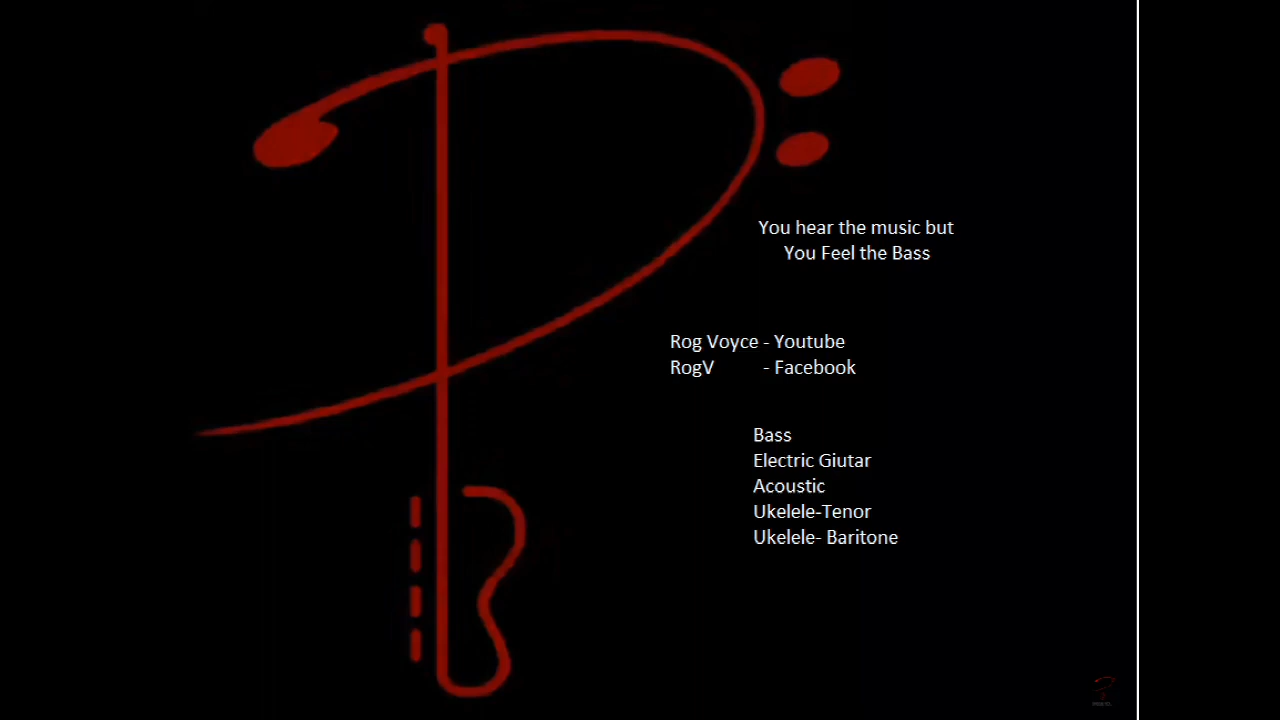 You hear the music but
You Feel the Bass
Rog Voyce - Youtube
RogV - Facebook
Bass
Electric Giutar
Acoustic
Ukelele-Tenor
Ukelele- Baritone